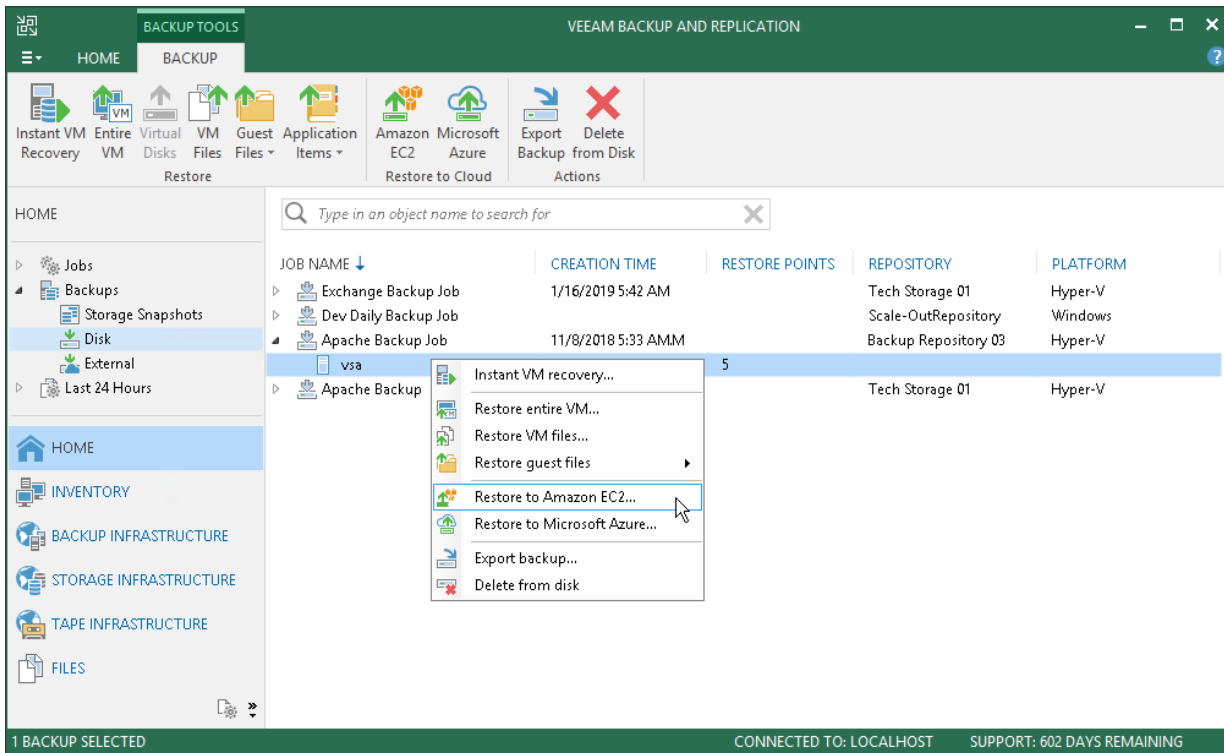 BACKUP TOOLS
VEEAM BACKUP AND REPLICATION
HOME BACKUP
?
Instant VM Recovery
Entire VM
Virtual Disks
VM Files
Guest Files
Application Items
Amazon EC2
Microsoft Azure
Export Backup
Delete from Disk
Restore
Restore to Cloud
Actions
HOME
Type in an object name to search for
Jobs
Backups
Storage Snapshots
Disk
External
Last 24 Hours
JOB NAME CREATION TIME RESTORE POINTS REPOSITORY PLATFORM
Exchange Backup Job 1/16/2019 5:42 AM Tech Storage 01 Hyper-V
Dev Daily Backup Job Scale-OutRepository Windows
Apache Backup Job 11/8/2018 5:33 AM.M Backup Repository 03 Hyper-V
vsa 5
Apache Backup Tech Storage 01 Hyper-V
Instant VM recovery...
Restore entire VM...
Restore VM files...
Restore guest files
Restore to Amazon EC2...
Restore to Microsoft Azure...
Export backup...
Delete from disk
HOME
INVENTORY
BACKUP INFRASTRUCTURE
STORAGE INFRASTRUCTURE
TAPE INFRASTRUCTURE
FILES
1 BACKUP SELECTED
CONNECTED TO: LOCALHOST
SUPPORT: 602 DAYS REMAINING